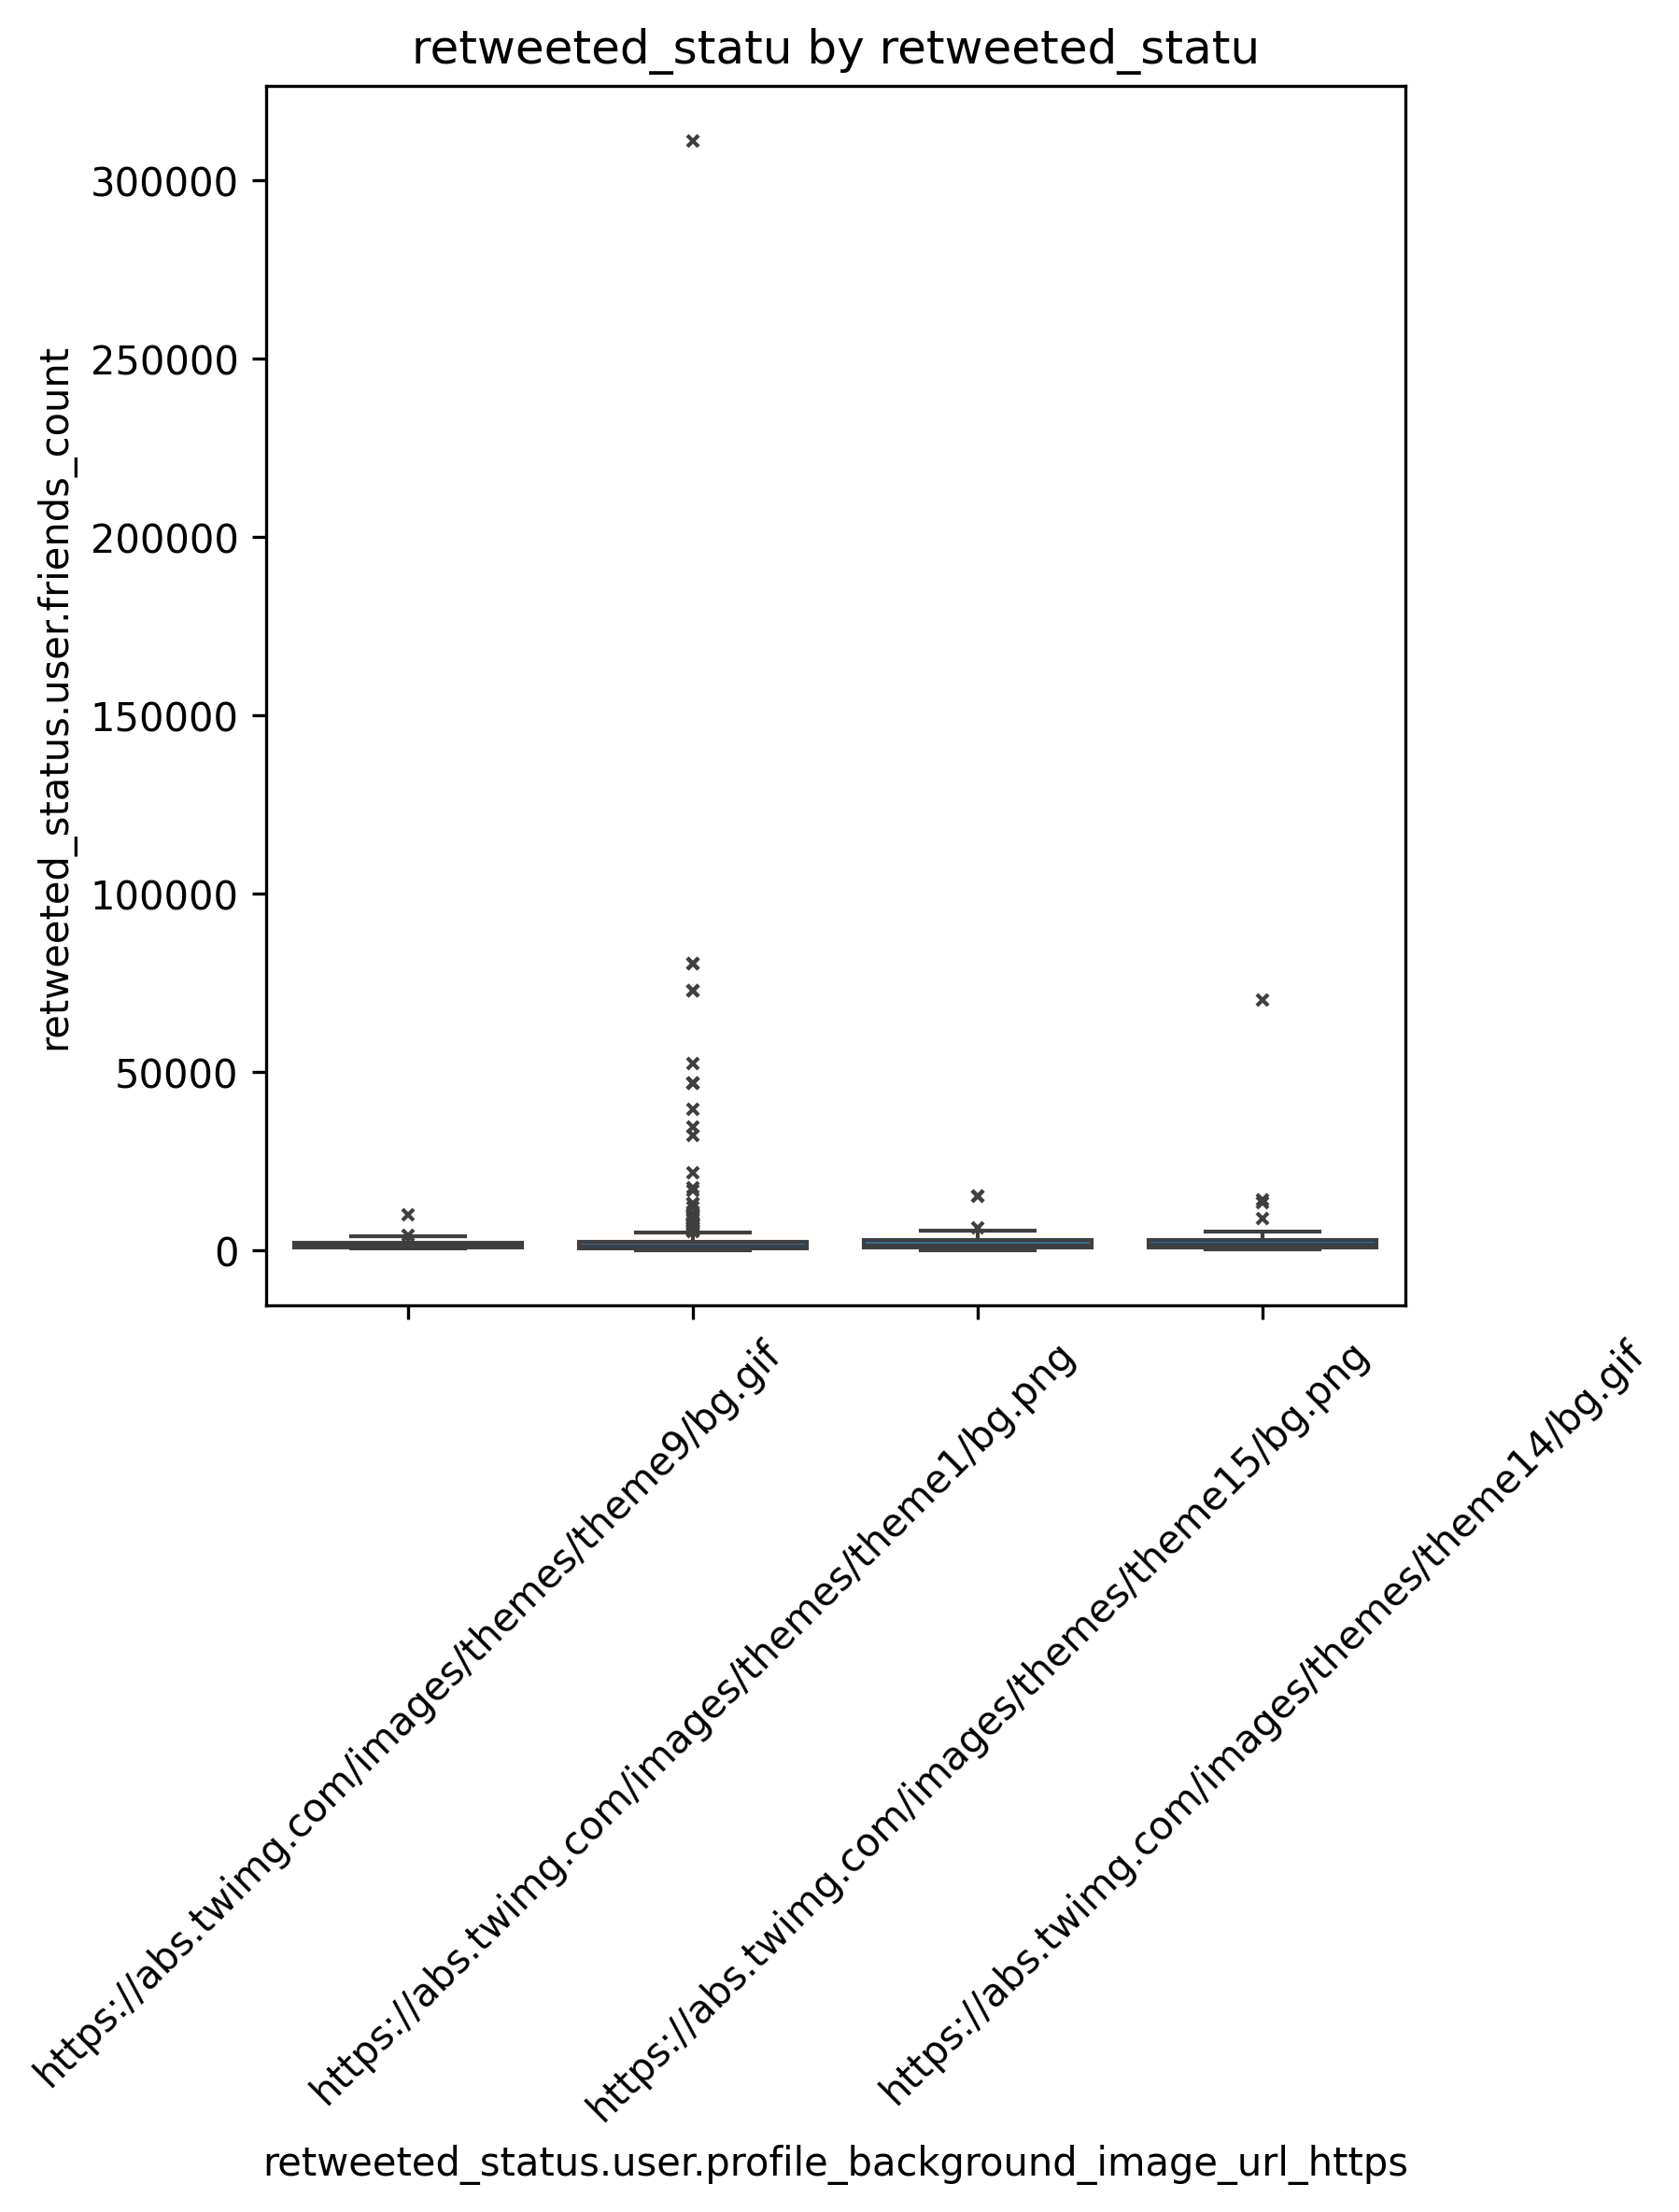 retweeted_statu by retweeted_statu
retweeted_status.user.friends_count
300000
250000
200000
150000
100000
50000
0
https://abs.twimg.com/images/themes/theme9/bg.gif
https://abs.twimg.com/images/themes/theme1/bg.png
https://abs.twimg.com/images/themes/theme15/bg.png
https://abs.twimg.com/images/themes/theme14/bg.gif
retweeted_status.user.profile_background_image_url_https